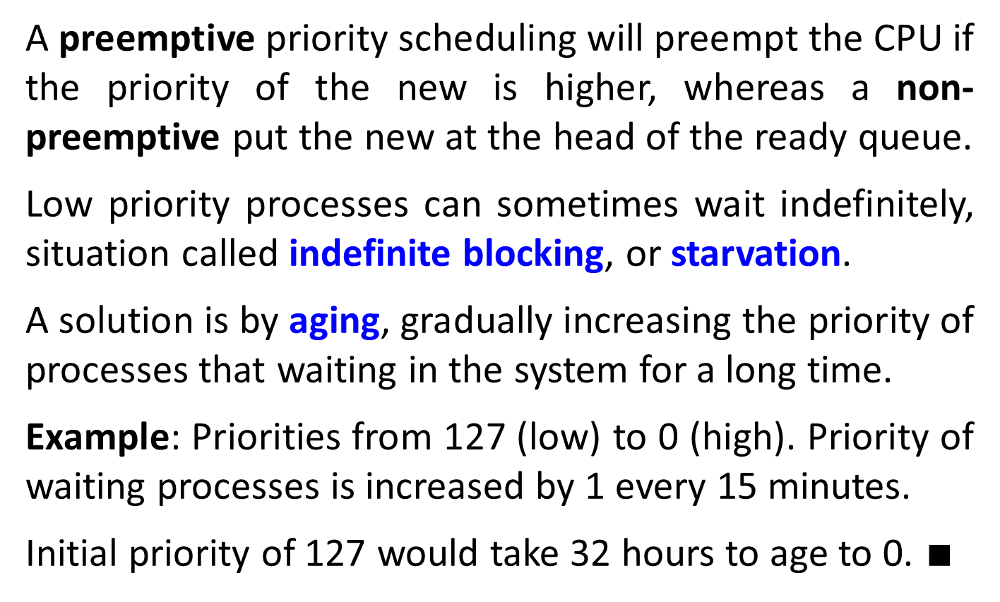 A preemptive priority scheduling will preempt the CPU if
the priority of the new is higher, whereas a non-
preemptive put the new at the head of the ready queue.
Low priority processes can sometimes wait indefinitely,
situation called indefinite blocking, or starvation.
A solution is by aging, gradually increasing the priority of
processes that waiting in the system for a long time.
Example: Priorities from 127 (low) to 0 (high). Priority of
waiting processes is increased by 1 every 15 minutes.
Initial priority of 127 would take 32 hours to age to 0. ■